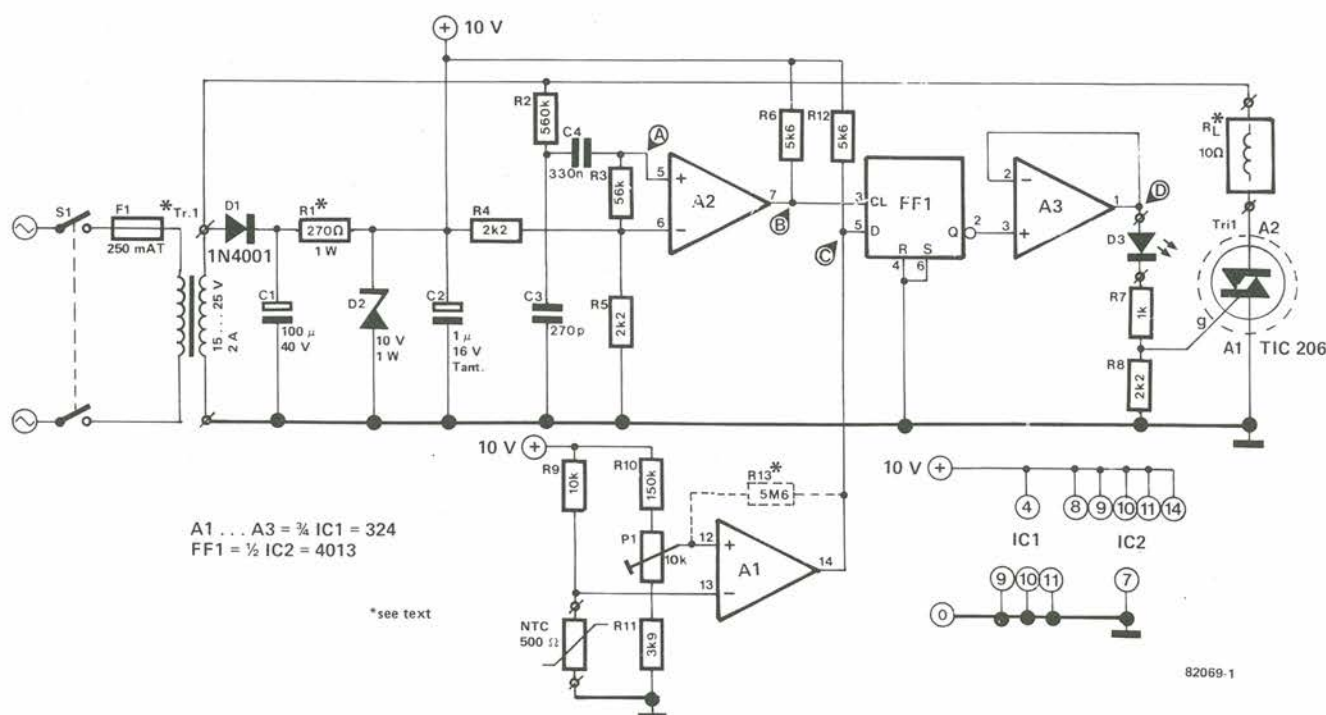 10 V
S1
F1
250 mAT
*Tr.1
15 ... 25 V
2 A
D1
1N4001
R1*
270Ω
1 W
C1
100 µ
40 V
D2
10 V
1 W
C2
1 µ
16 V
Tant.
R4
2k2
R2
560k
C4
330n
C3
270p
R3
56k
R5
2k2
A
5
+
6
−
A2
7
B
R6
5k6
R12
5k6
C
3
CL
5
D
FF1
Q
2
R
S
4
6
2
−
3
+
A3
1
D
D3
R7
1k
R8
2k2
RL*
10Ω
Tri1
A2
g
A1
TIC 206
10 V
R9
10k
R10
150k
P1
10k
R11
3k9
NTC
500 Ω
R13*
5M6
12
+
13
−
A1
14
A1 ... A3 = ¾ IC1 = 324
FF1 = ½ IC2 = 4013
*see text
10 V
4
8
9
10
11
14
IC1
IC2
0
9
10
11
7
82069-1